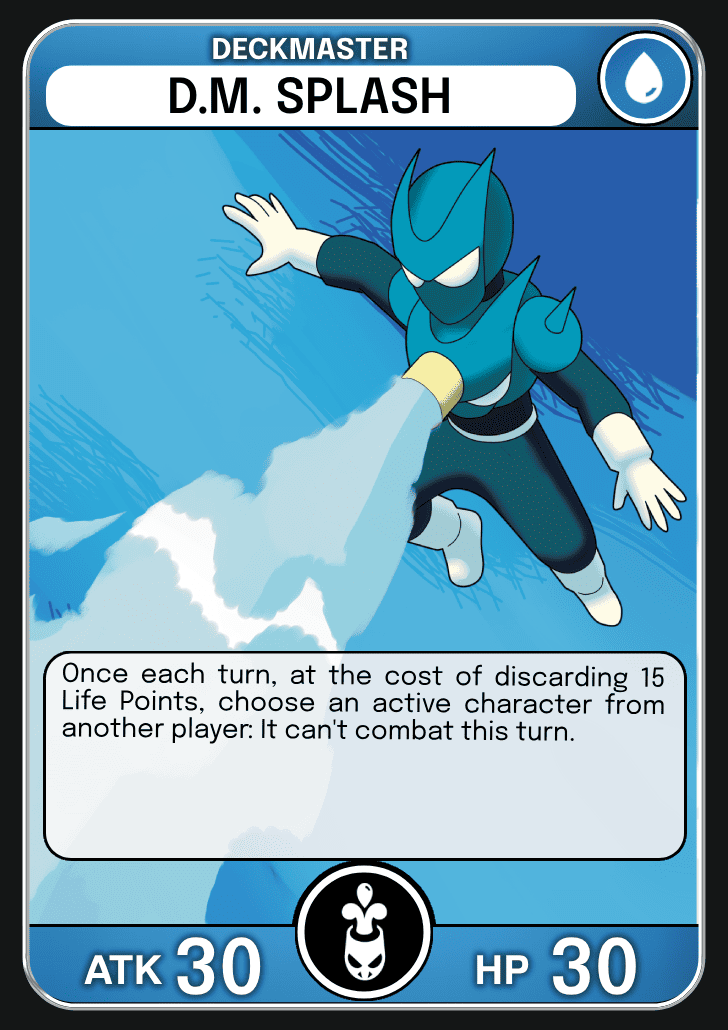 DECKMASTER
D.M. SPLASH
Once each turn, at the cost of discarding 15
Life Points, choose an active character from
another player: It can't combat this turn.
ATK 30 HP 30